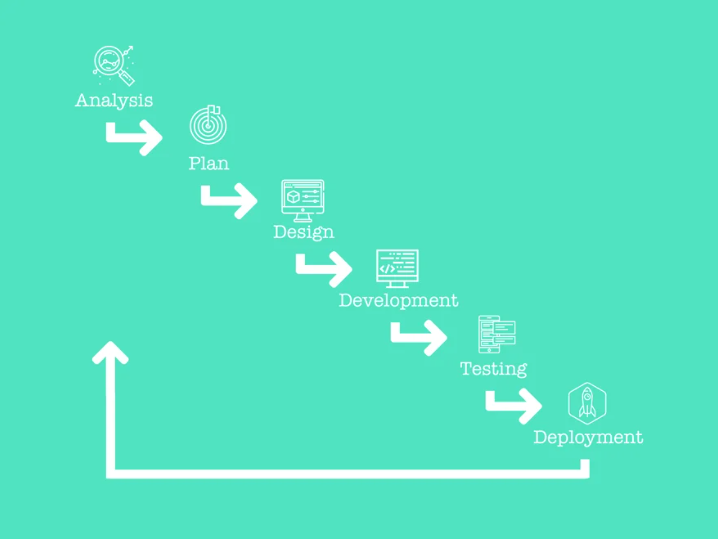 Analysis
Plan
Design
Development
Testing
Deployment